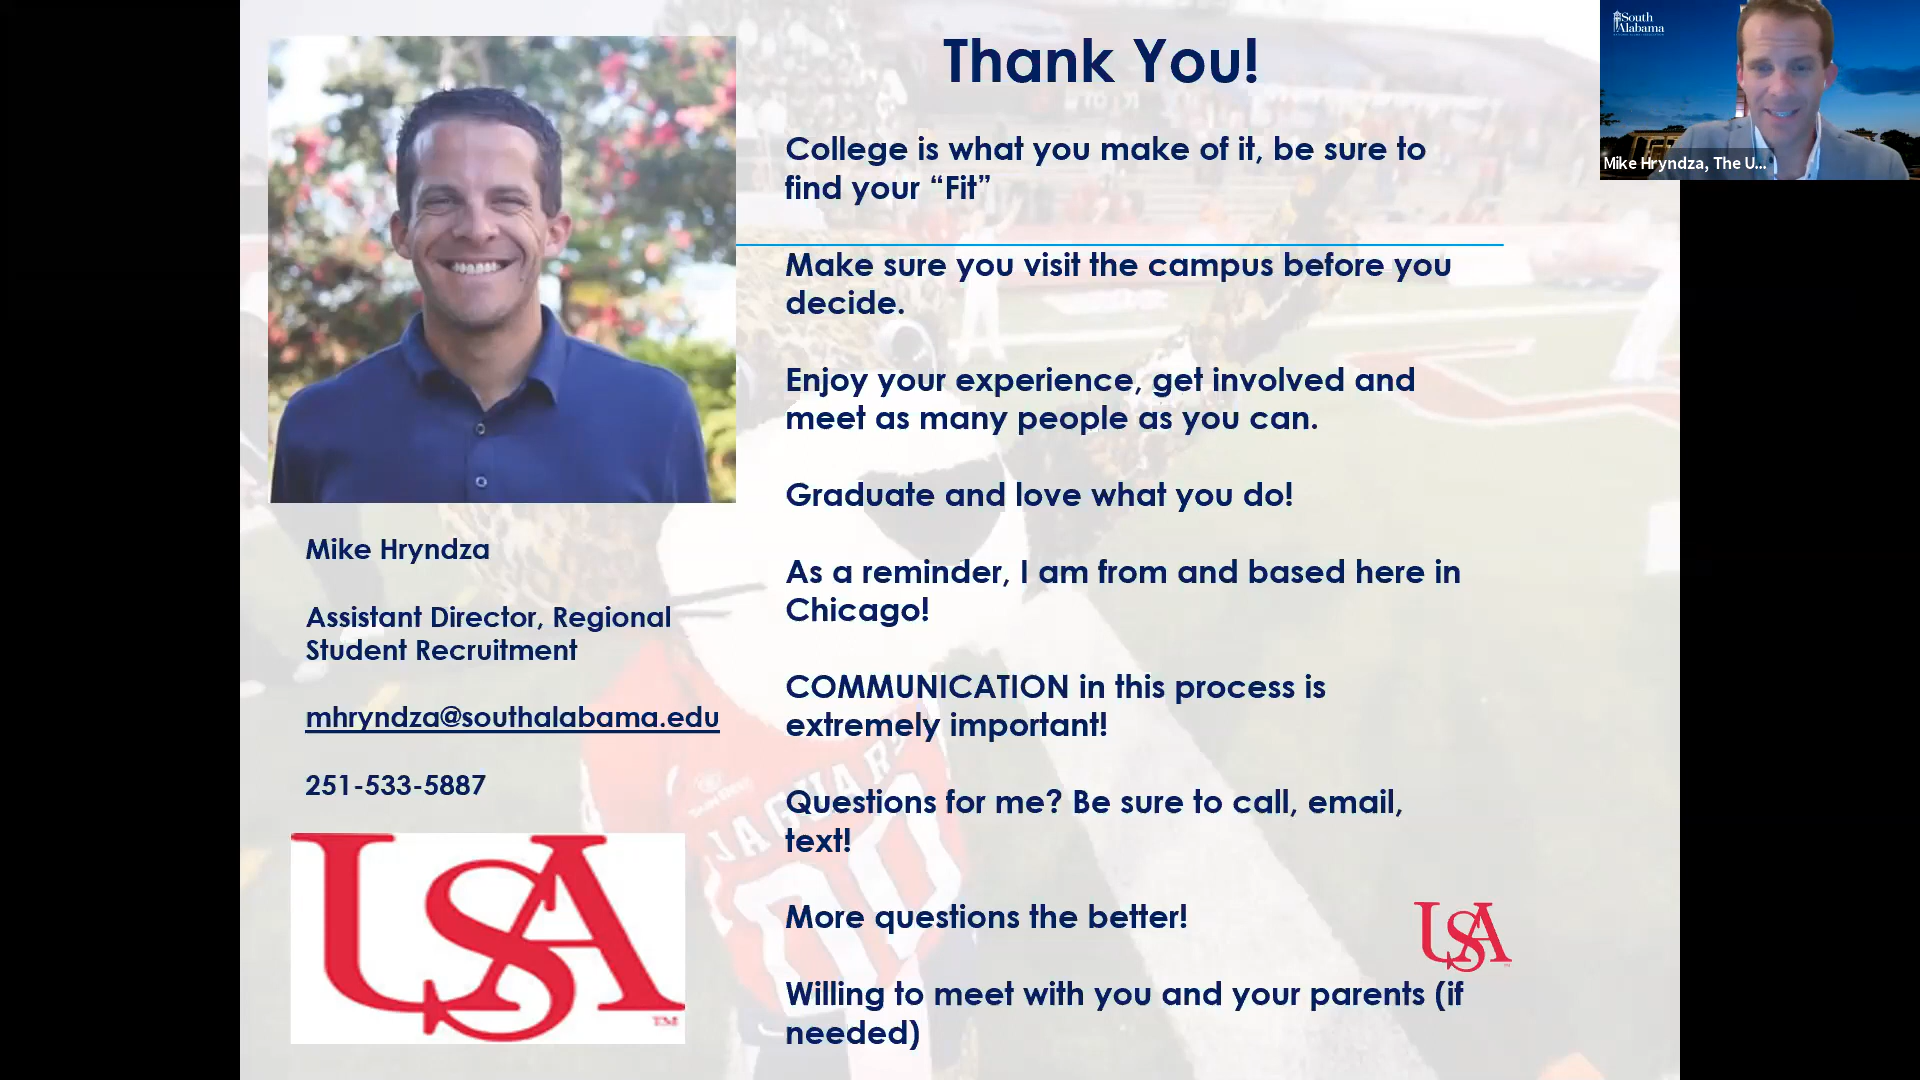 Thank You!
College is what you make of it, be sure to
find your “Fit”
Make sure you visit the campus before you
decide.
Enjoy your experience, get involved and
meet as many people as you can.
Graduate and love what you do!
As a reminder, I am from and based here in
Chicago!
COMMUNICATION in this process is
extremely important!
Questions for me? Be sure to call, email,
text!
More questions the better!
Willing to meet with you and your parents (if
needed)
Mike Hryndza
Assistant Director, Regional
Student Recruitment
mhryndza@southalabama.edu
251-533-5887
USA
TM
USA
JAGUARS
00
South
Alabama
Mike Hryndza, The U...